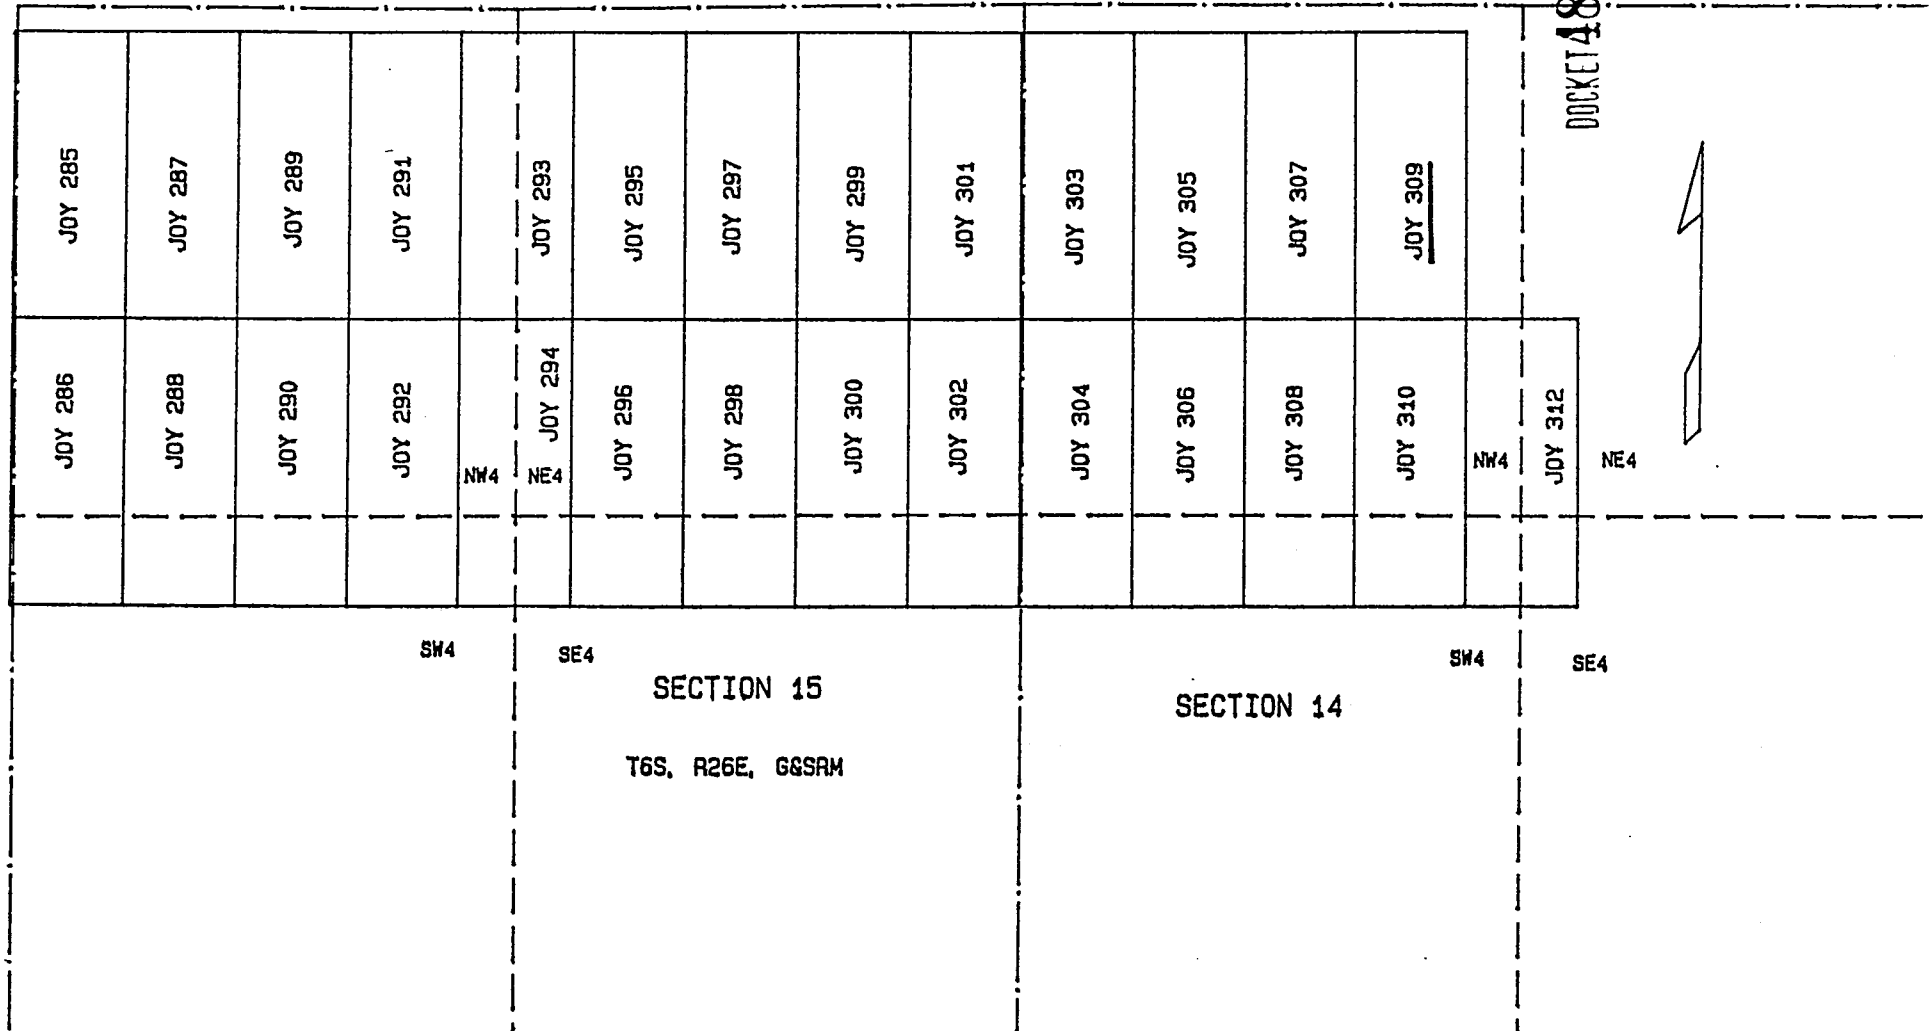 DOCKET
JOY 285
JOY 287
JOY 289
JOY 291
JOY 293
JOY 295
JOY 297
JOY 299
JOY 301
JOY 303
JOY 305
JOY 307
JOY 309
JOY 286
JOY 288
JOY 290
JOY 292
NW4
NE4
JOY 294
JOY 296
JOY 298
JOY 300
JOY 302
JOY 304
JOY 306
JOY 308
JOY 310
NW4
JOY 312
NE4
SW4
SE4
SW4
SE4
SECTION 15
SECTION 14
T6S, R26E, G&SRM